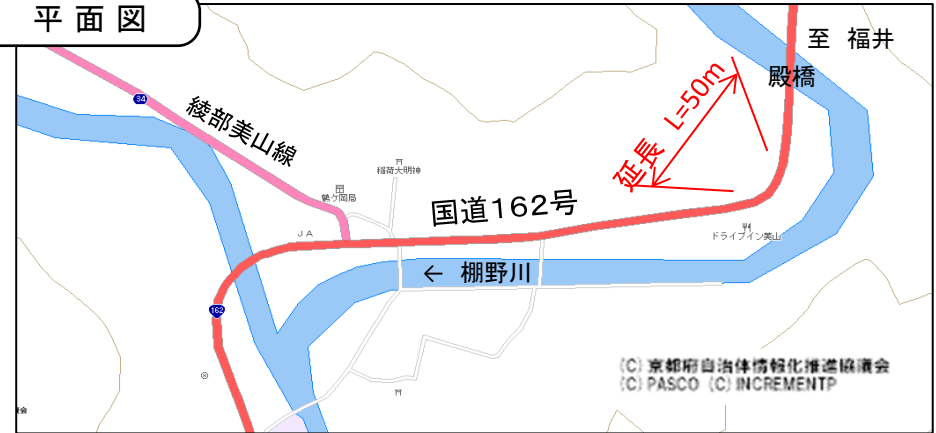 平面図
至 福井
殿橋
延長 L=50m
34
綾部美山線
稲荷大明神
鶴ケ岡局
国道162号
JA
ドライブイン美山
← 棚野川
162
(C) 京都府自治体情報化推進協議会
(C) PASCO (C) INCREMENTP
議会